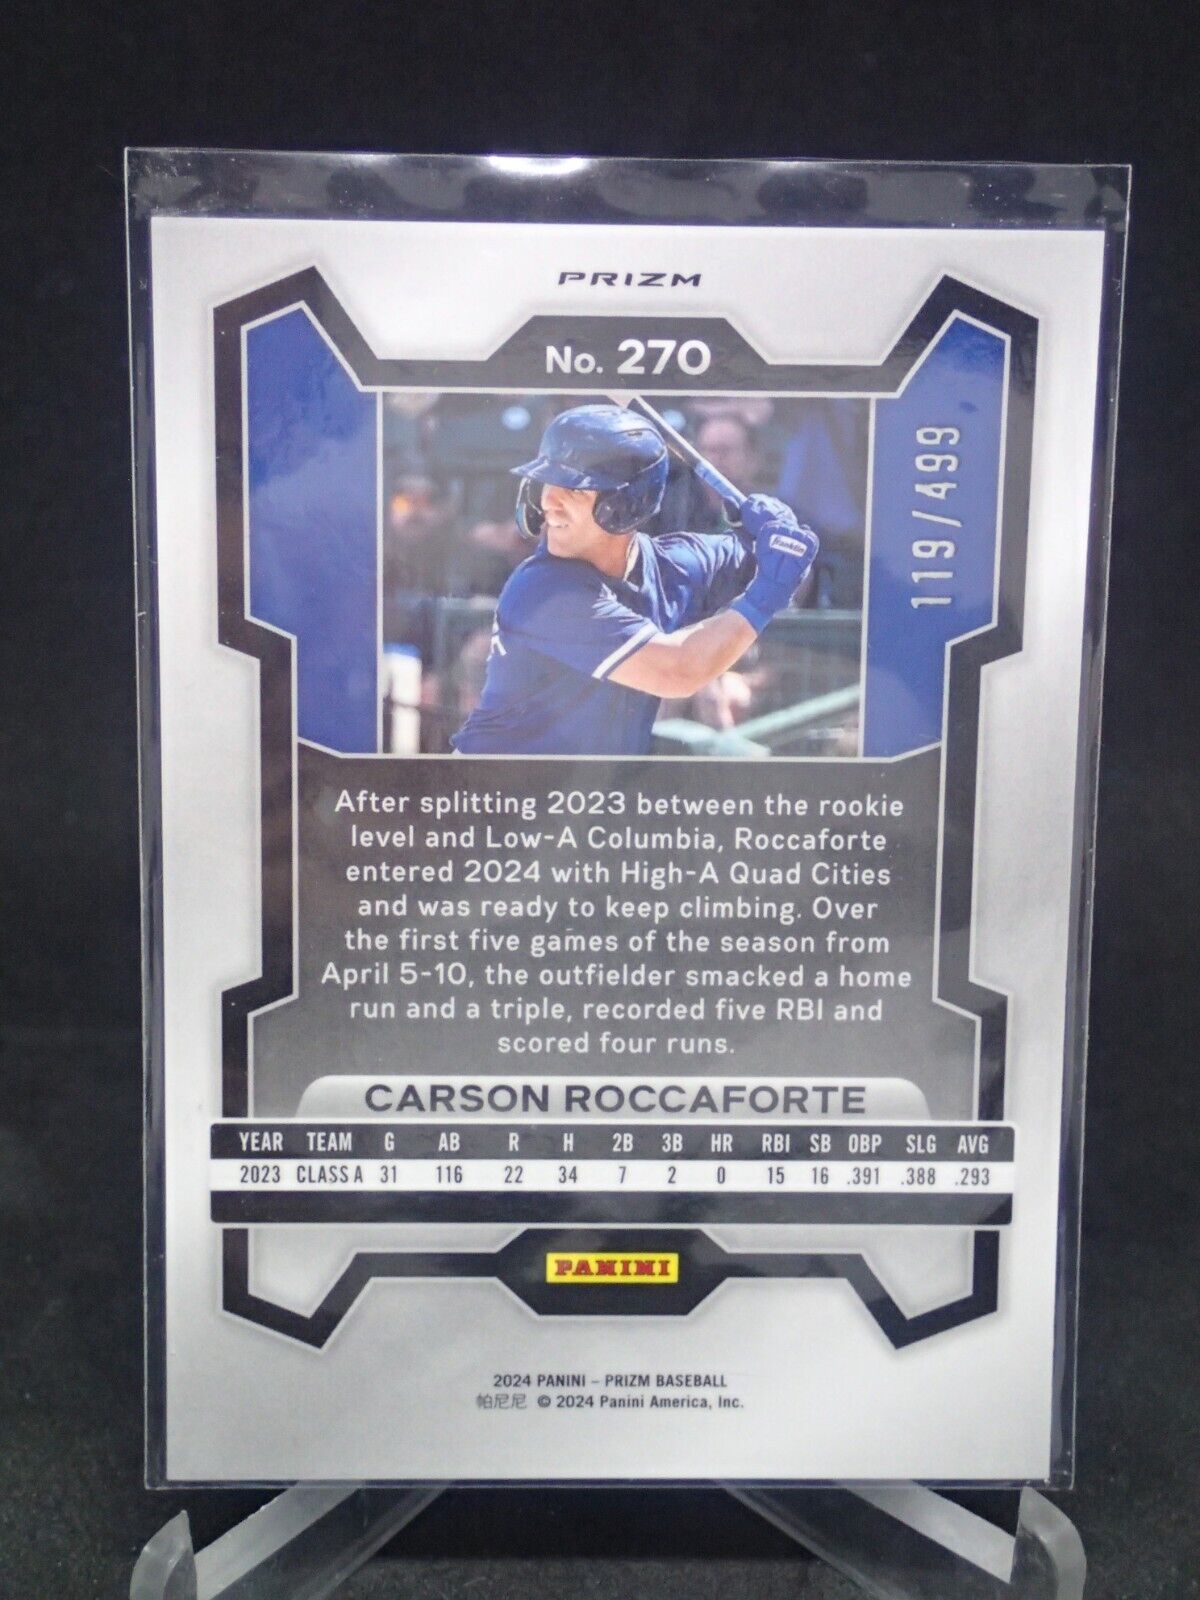 PRIZM
No. 270
119/499
Franklin
After splitting 2023 between the rookie
level and Low-A Columbia, Roccaforte
entered 2024 with High-A Quad Cities
and was ready to keep climbing. Over
the first five games of the season from
April 5-10, the outfielder smacked a home
run and a triple, recorded five RBI and
scored four runs.
CARSON ROCCAFORTE
YEAR TEAM G AB R H 2B 3B HR RBI SB OBP SLG AVG
2023 CLASS A 31 116 22 34 7 2 0 15 16 .391 .388 .293
PANINI
2024 PANINI – PRIZM BASEBALL
帕尼尼 © 2024 Panini America, Inc.